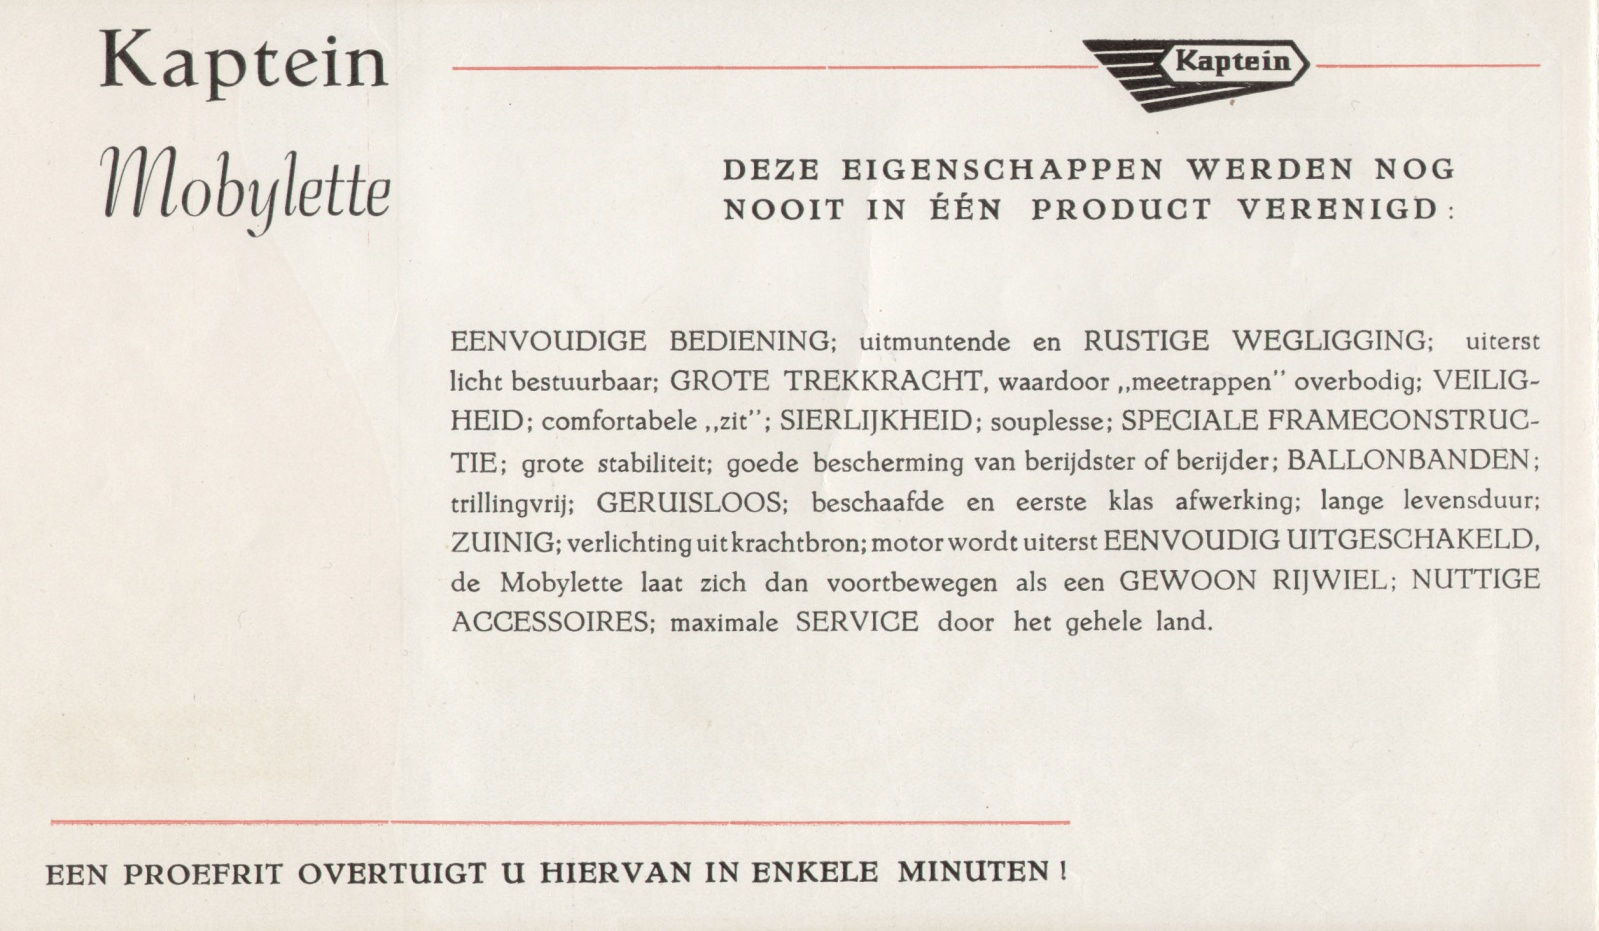 Kaptein
Mobylette
Kaptein
DEZE EIGENSCHAPPEN WERDEN NOG
NOOIT IN ÉÉN PRODUCT VERENIGD :
EENVOUDIGE BEDIENING; uitmuntende en RUSTIGE WEGLIGGING; uiterst
licht bestuurbaar; GROTE TREKKRACHT, waardoor „meetrappen” overbodig; VEILIG-
HEID; comfortabele „zit”; SIERLIJKHEID; souplesse; SPECIALE FRAMECONSTRUC-
TIE; grote stabiliteit; goede bescherming van berijdster of berijder; BALLONBANDEN;
trillingvrij; GERUISLOOS; beschaafde en eerste klas afwerking; lange levensduur;
ZUINIG; verlichting uit krachtbron; motor wordt uiterst EENVOUDIG UITGESCHAKELD,
de Mobylette laat zich dan voortbewegen als een GEWOON RIJWIEL; NUTTIGE
ACCESSOIRES; maximale SERVICE door het gehele land.
EEN PROEFRIT OVERTUIGT U HIERVAN IN ENKELE MINUTEN !